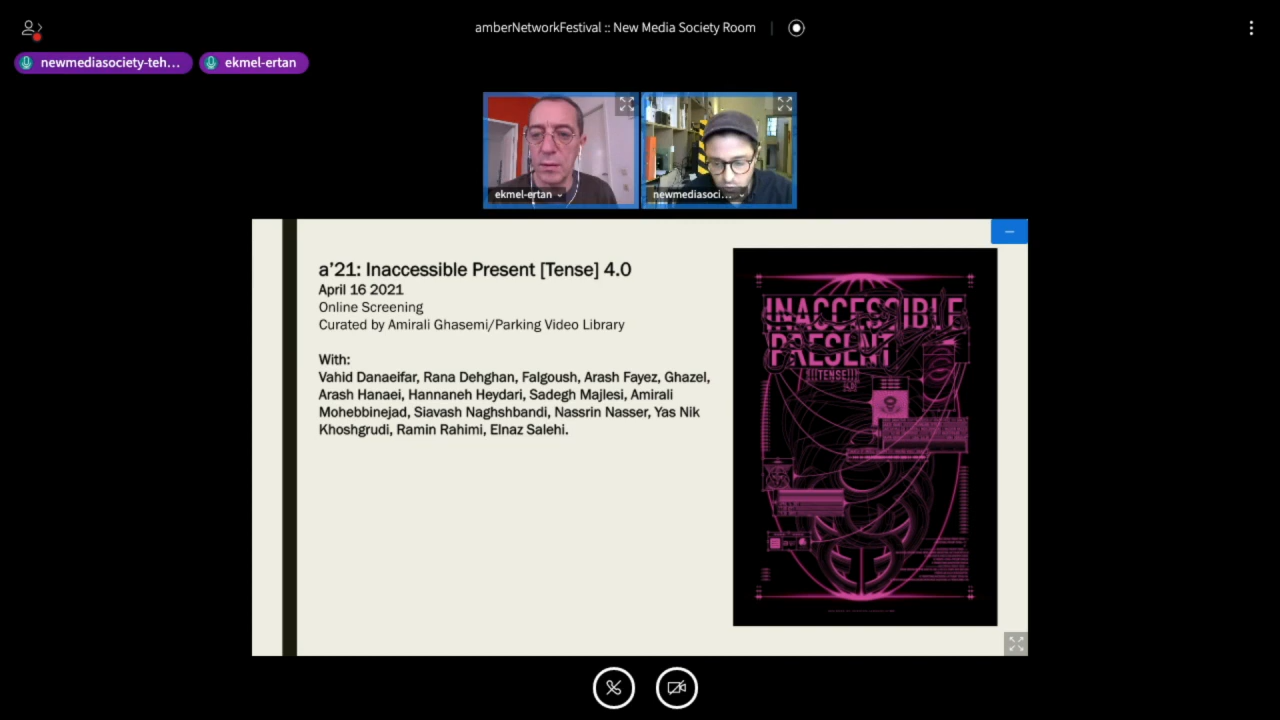 amberNetworkFestival :: New Media Society Room
newmediasociety-teh...
ekmel-ertan
ekmel-ertan
newmediasoci...
a'21: Inaccessible Present [Tense] 4.0
April 16 2021
Online Screening
Curated by Amirali Ghasemi/Parking Video Library
With:
Vahid Danaeifar, Rana Dehghan, Falgoush, Arash Fayez, Ghazel,
Arash Hanaei, Hannaneh Heydari, Sadegh Majlesi, Amirali
Mohebbinejad, Siavash Naghshbandi, Nassrin Nasser, Yas Nik
Khoshgrudi, Ramin Rahimi, Elnaz Salehi.
INACCESSIBLE
PRESENT
[[[TENSE]]]